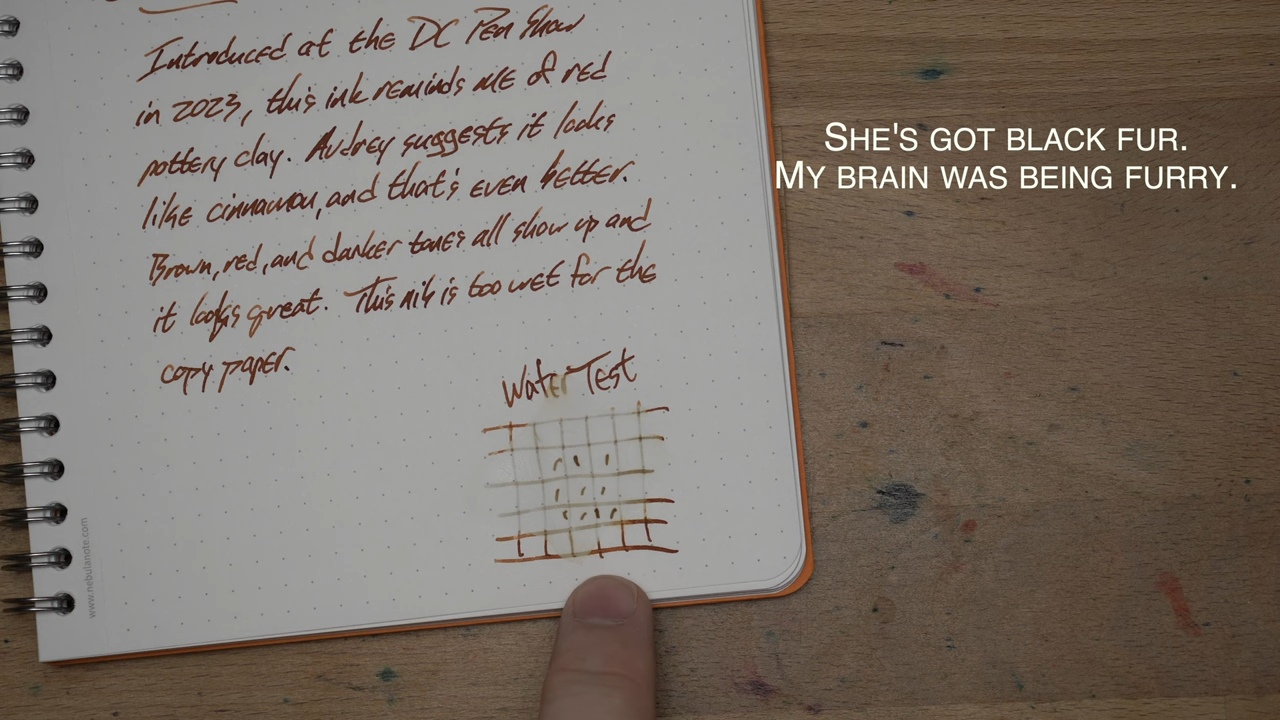 Introduced at the DC Pen Show
in 2023, this ink reminds me of red
pottery clay. Audrey suggests it looks
like cinnamon, and that's even better.
Brown, red, and darker tones all show up and
it looks great. This nib is too wet for the
copy paper.
Water Test
www.nebulanote.com
SHE'S GOT BLACK FUR.
MY BRAIN WAS BEING FURRY.